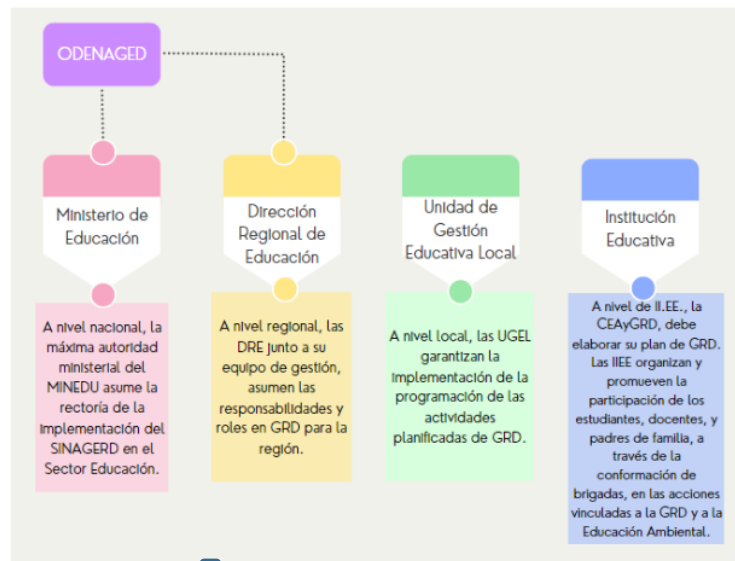 ODENAGED
Ministerio de
Educación
Dirección
Regional de
Educación
Unidad de
Gestión
Educativa Local
Institución
Educativa
A nivel nacional, la
máxima autoridad
ministerial del
MINEDU asume la
rectoría de la
implementación del
SINAGERD en el
Sector Educación.
A nivel regional, las
DRE junto a su
equipo de gestión,
asumen las
responsabilidades y
roles en GRD para la
región.
A nivel local, las UGEL
garantizan la
implementación de la
programación de las
actividades
planificadas de GRD.
A nivel de II.EE., la
CEAyGRD, debe
elaborar su plan de GRD.
Las IIEE organizan y
promueven la
participación de los
estudiantes, docentes, y
padres de familia, a
través de la
conformación de
brigadas, en las acciones
vinculadas a la GRD y a la
Educación Ambiental.